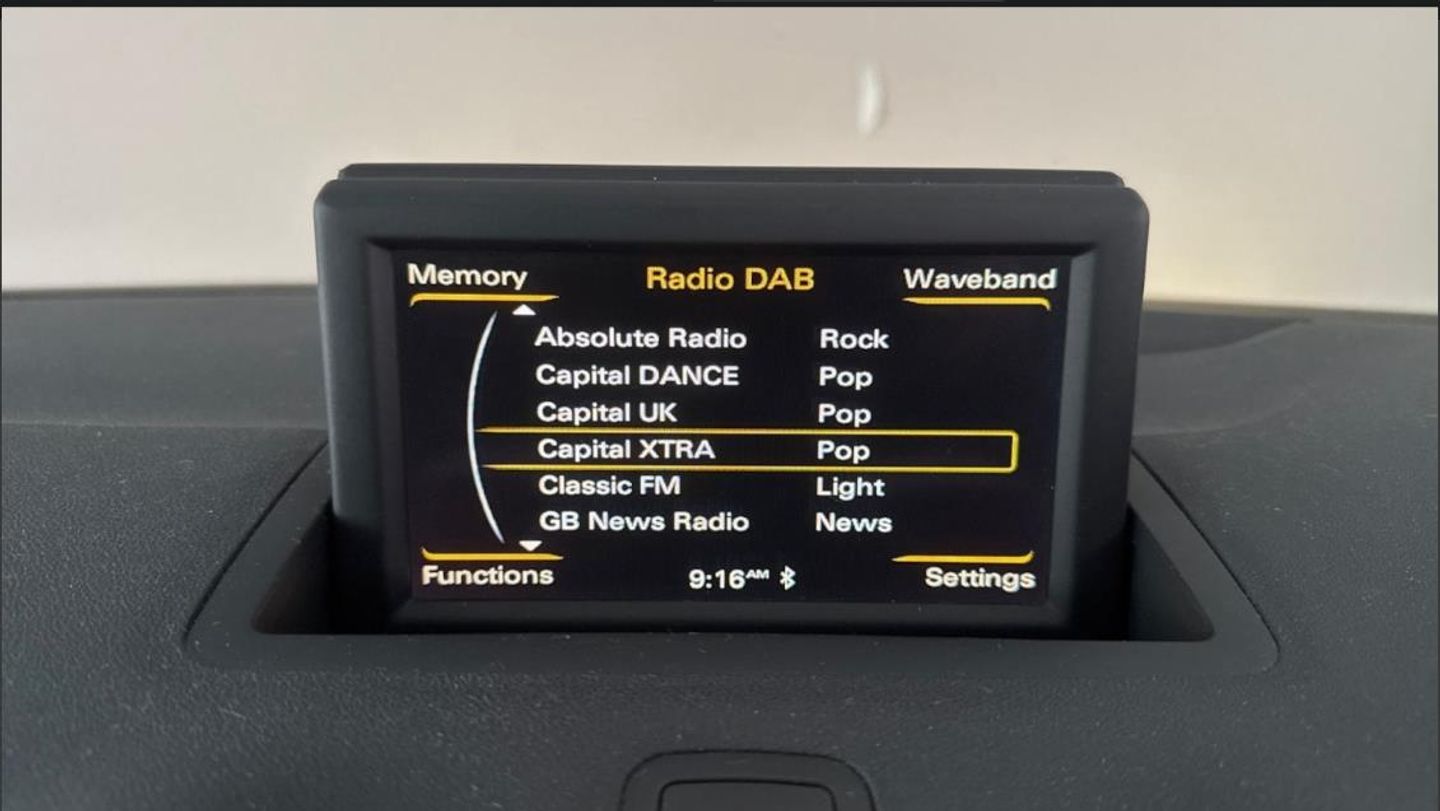 Memory Radio DAB Waveband
Absolute Radio Rock
Capital DANCE Pop
Capital UK Pop
Capital XTRA Pop
Classic FM Light
GB News Radio News
Functions 9:16AM Settings